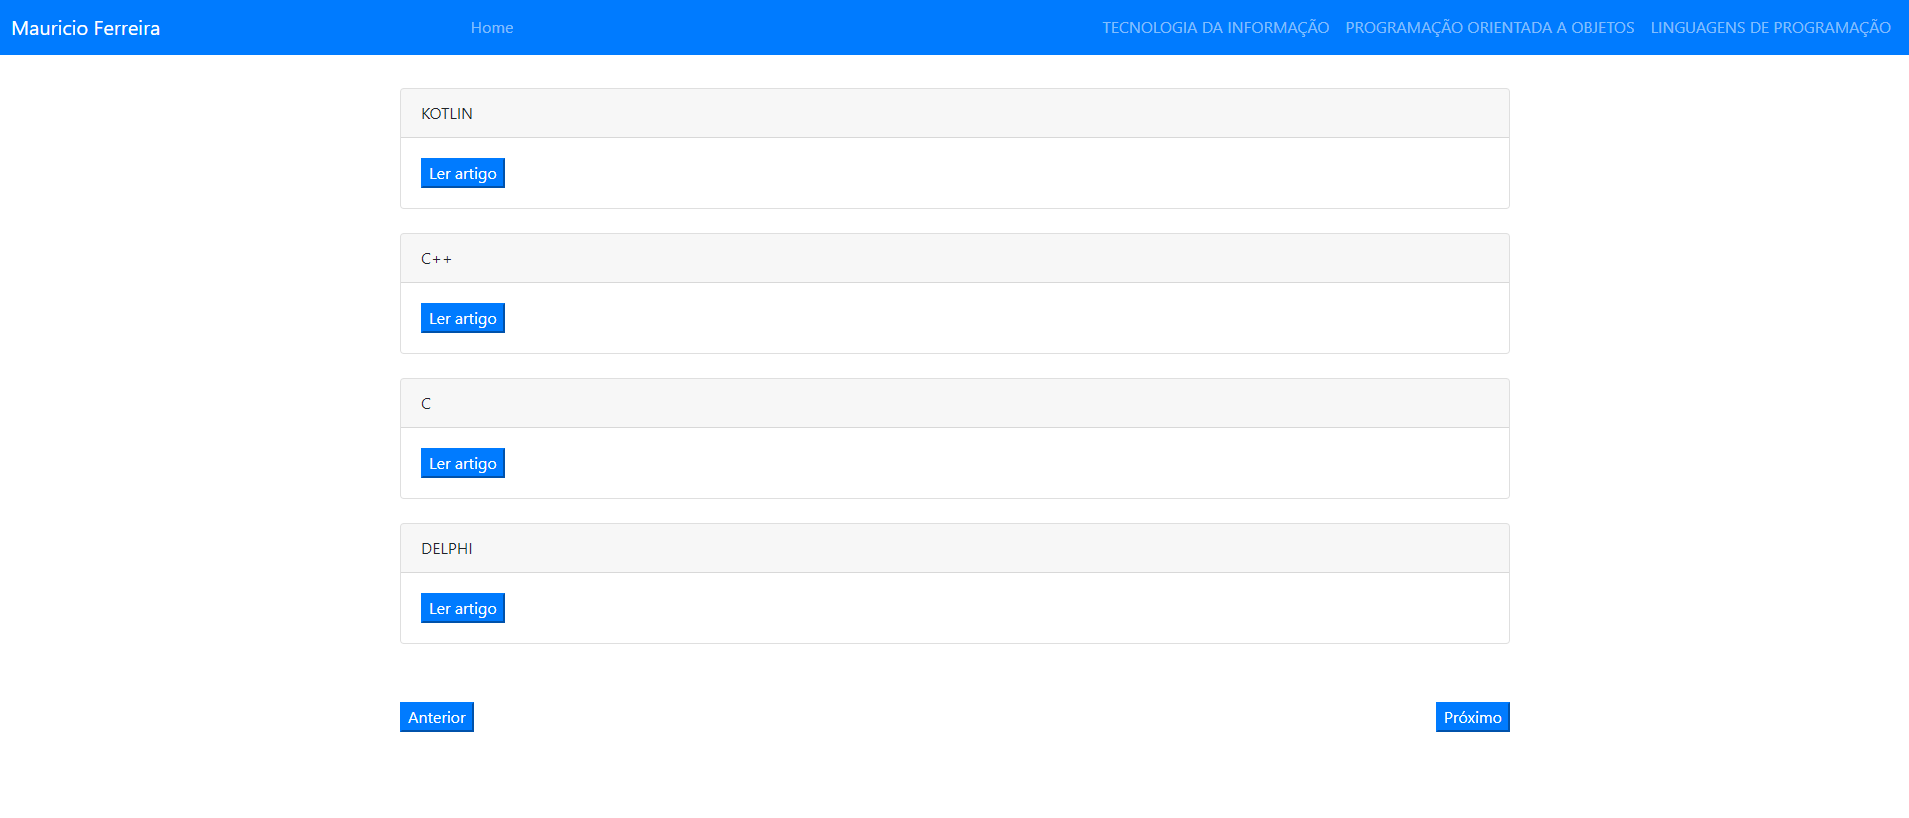 Mauricio Ferreira Home TECNOLOGIA DA INFORMAÇÃO PROGRAMAÇÃO ORIENTADA A OBJETOS LINGUAGENS DE PROGRAMAÇÃO
KOTLIN
Ler artigo
C++
Ler artigo
C
Ler artigo
DELPHI
Ler artigo
Anterior Próximo